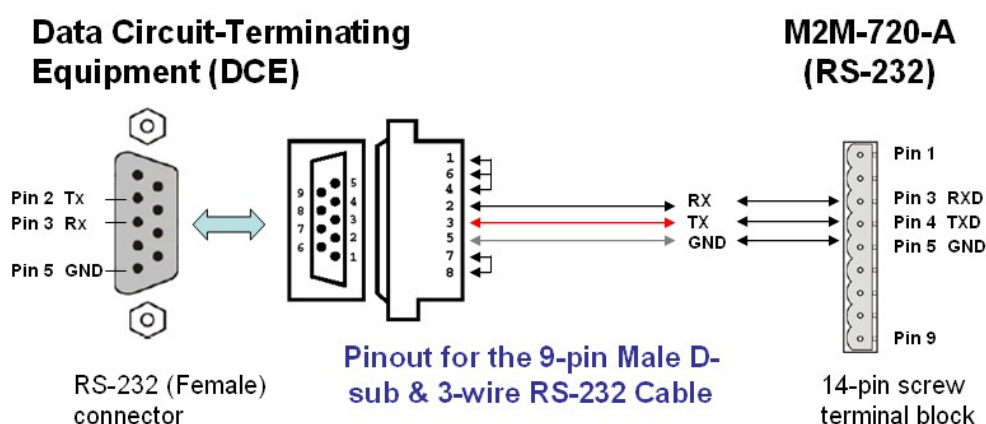 Data Circuit-Terminating
Equipment (DCE)
M2M-720-A
(RS-232)
Pin 2 Tx
Pin 3 Rx
Pin 5 GND
9
8
7
6
5
4
3
2
1
1
6
4
2
3
5
7
8
RX
TX
GND
Pin 1
Pin 3 RXD
Pin 4 TXD
Pin 5 GND
Pin 9
Pinout for the 9-pin Male D-
sub & 3-wire RS-232 Cable
RS-232 (Female)
connector
14-pin screw
terminal block